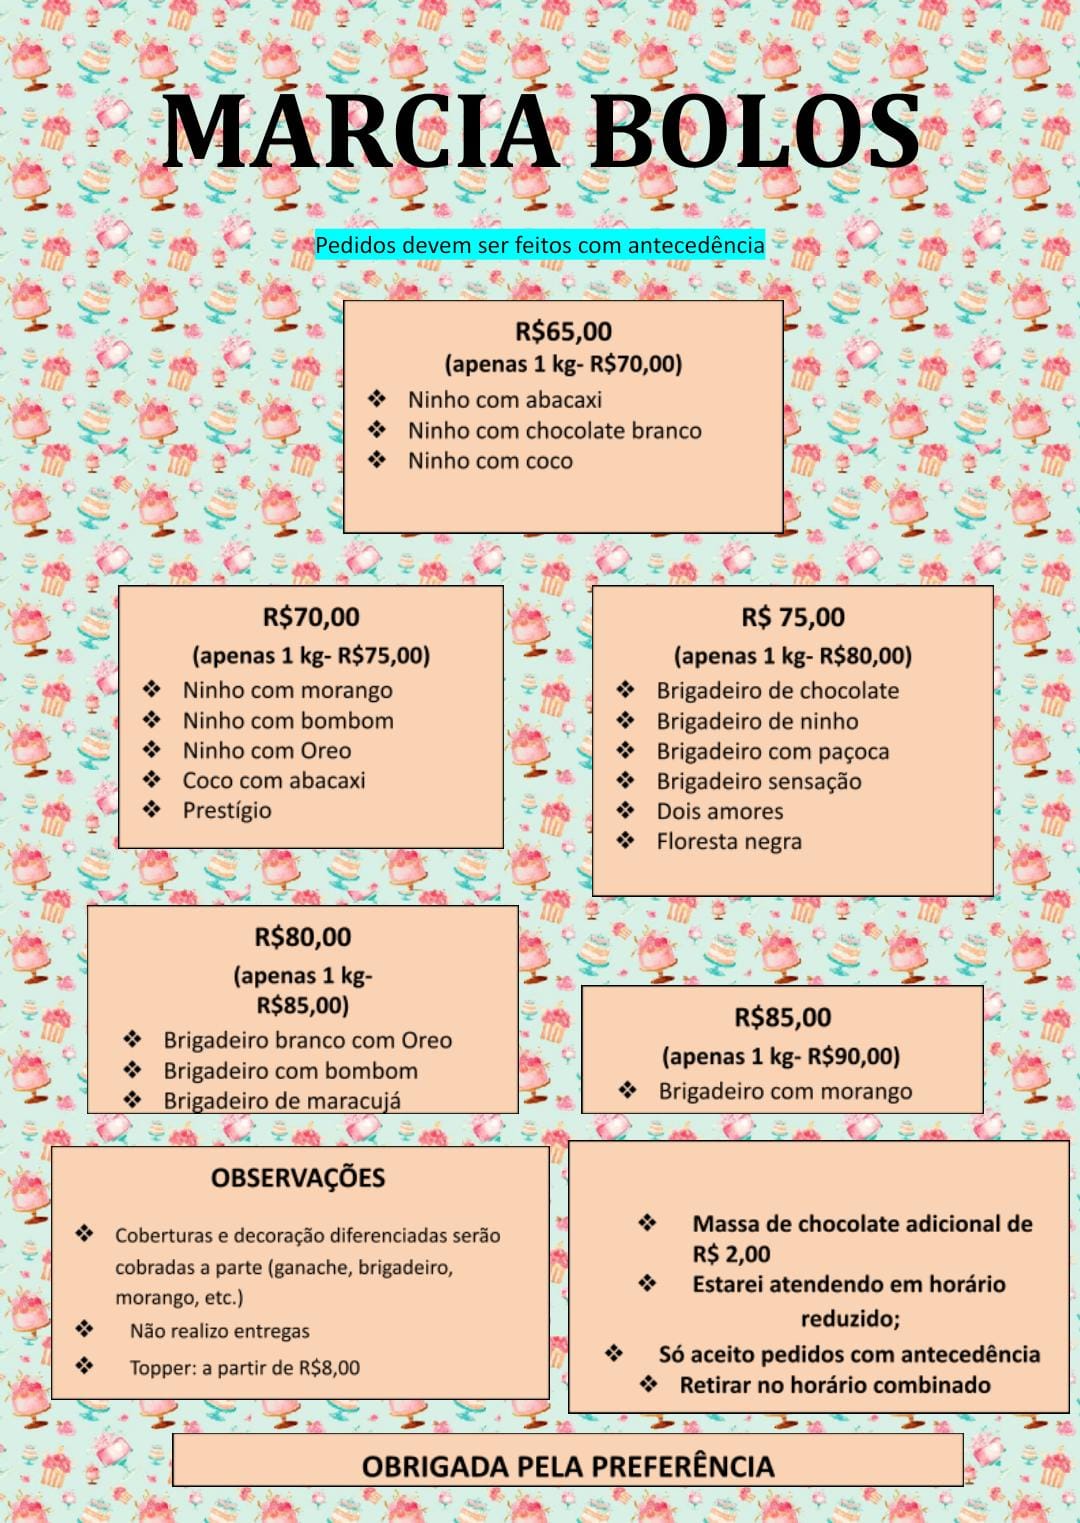 MARCIA BOLOS
Pedidos devem ser feitos com antecedência
R$65,00
(apenas 1 kg- R$70,00)
❖ Ninho com abacaxi
❖ Ninho com chocolate branco
❖ Ninho com coco
R$70,00
(apenas 1 kg- R$75,00)
❖ Ninho com morango
❖ Ninho com bombom
❖ Ninho com Oreo
❖ Coco com abacaxi
❖ Prestígio
R$ 75,00
(apenas 1 kg- R$80,00)
❖ Brigadeiro de chocolate
❖ Brigadeiro de ninho
❖ Brigadeiro com paçoca
❖ Brigadeiro sensação
❖ Dois amores
❖ Floresta negra
R$80,00
(apenas 1 kg-
R$85,00)
❖ Brigadeiro branco com Oreo
❖ Brigadeiro com bombom
❖ Brigadeiro de maracujá
R$85,00
(apenas 1 kg- R$90,00)
❖ Brigadeiro com morango
OBSERVAÇÕES
❖ Coberturas e decoração diferenciadas serão
cobradas a parte (ganache, brigadeiro,
morango, etc.)
❖ Não realizo entregas
❖ Topper: a partir de R$8,00
❖ Massa de chocolate adicional de
R$ 2,00
❖ Estarei atendendo em horário
reduzido;
❖ Só aceito pedidos com antecedência
❖ Retirar no horário combinado
OBRIGADA PELA PREFERÊNCIA